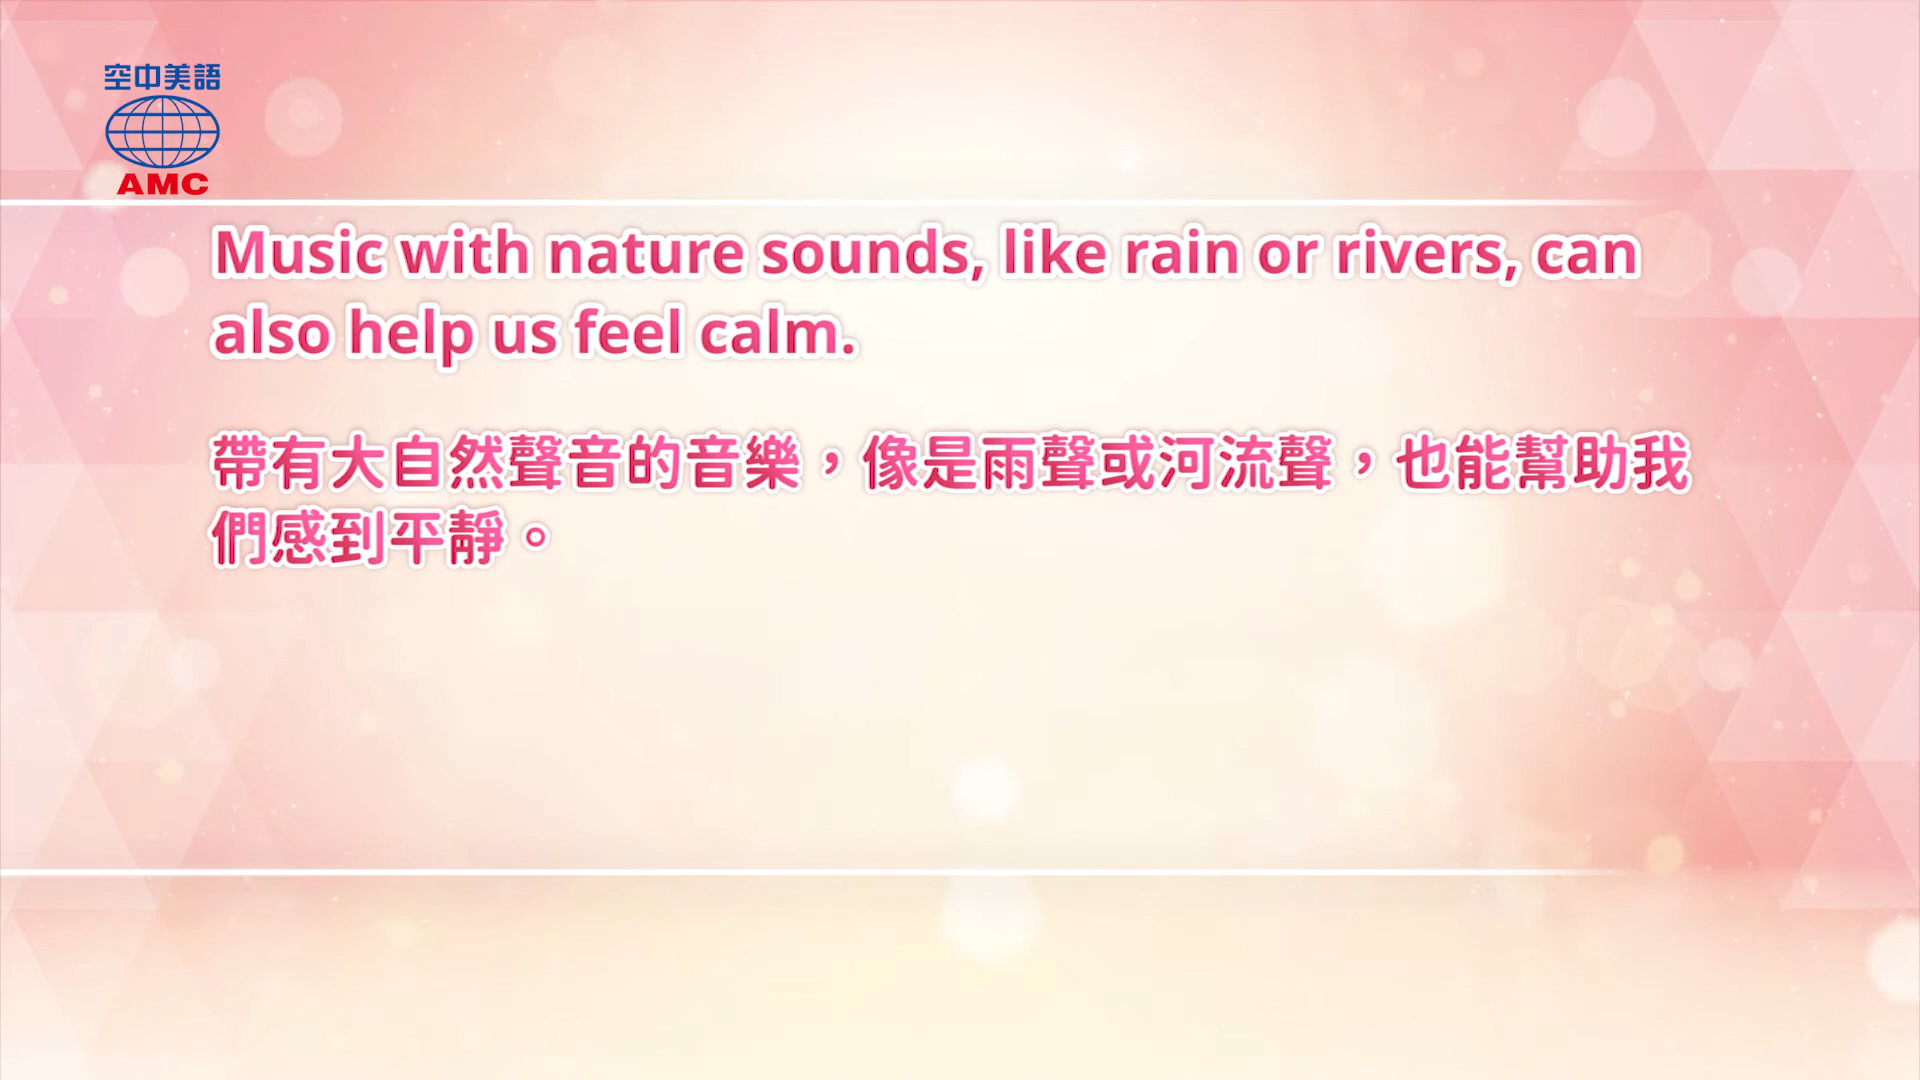 空中美語
AMC
Music with nature sounds, like rain or rivers, can
also help us feel calm.
帶有大自然聲音的音樂，像是雨聲或河流聲，也能幫助我
們感到平靜。